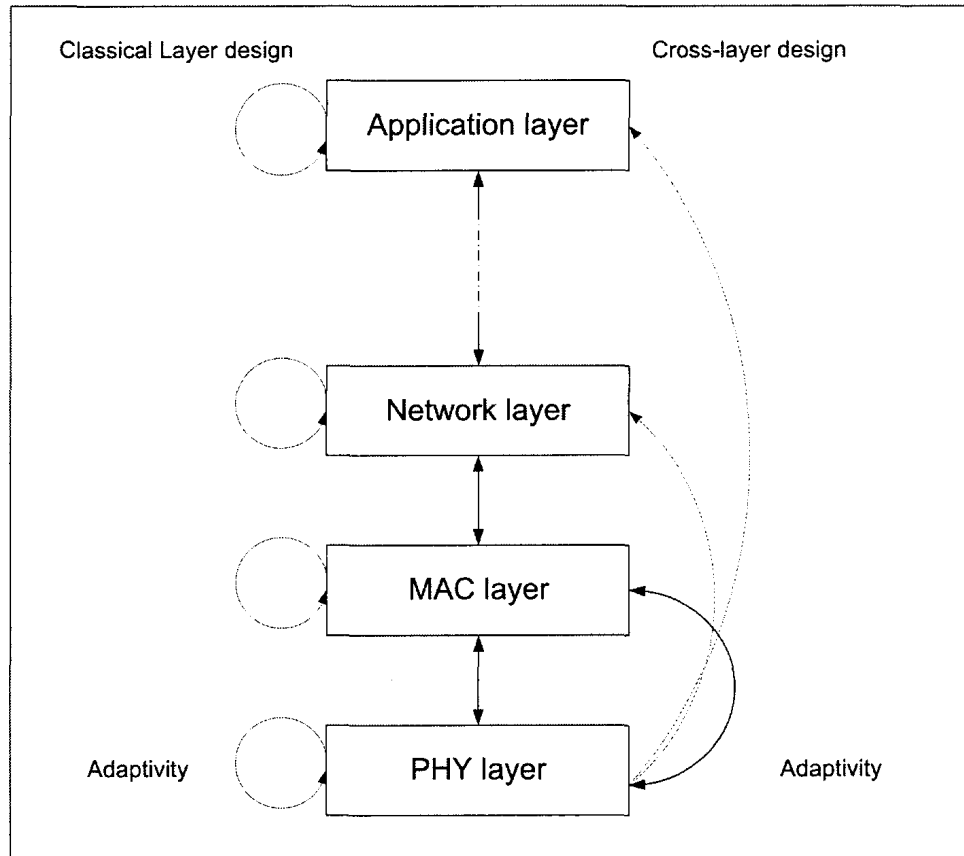 Classical Layer design
Cross-layer design
Application layer
Network layer
MAC layer
PHY layer
Adaptivity
Adaptivity